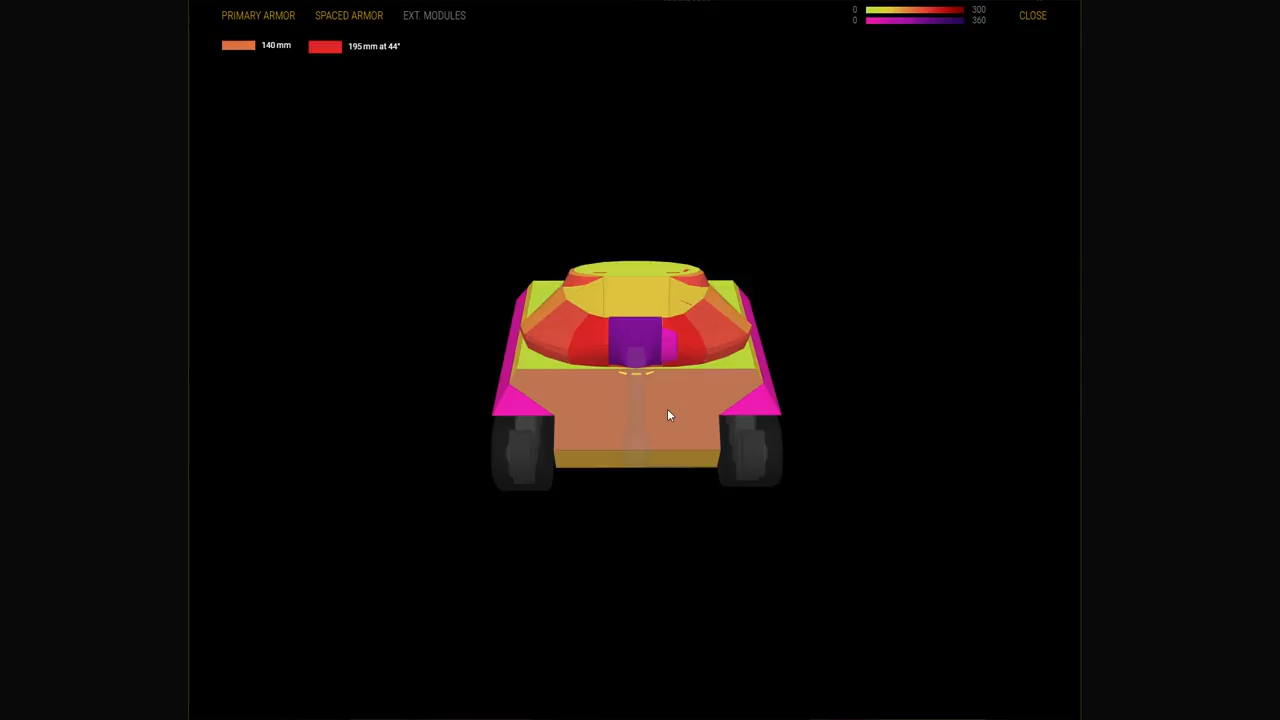 PRIMARY ARMOR SPACED ARMOR EXT. MODULES 0 300 CLOSE
0 360
140 mm 195 mm at 44°